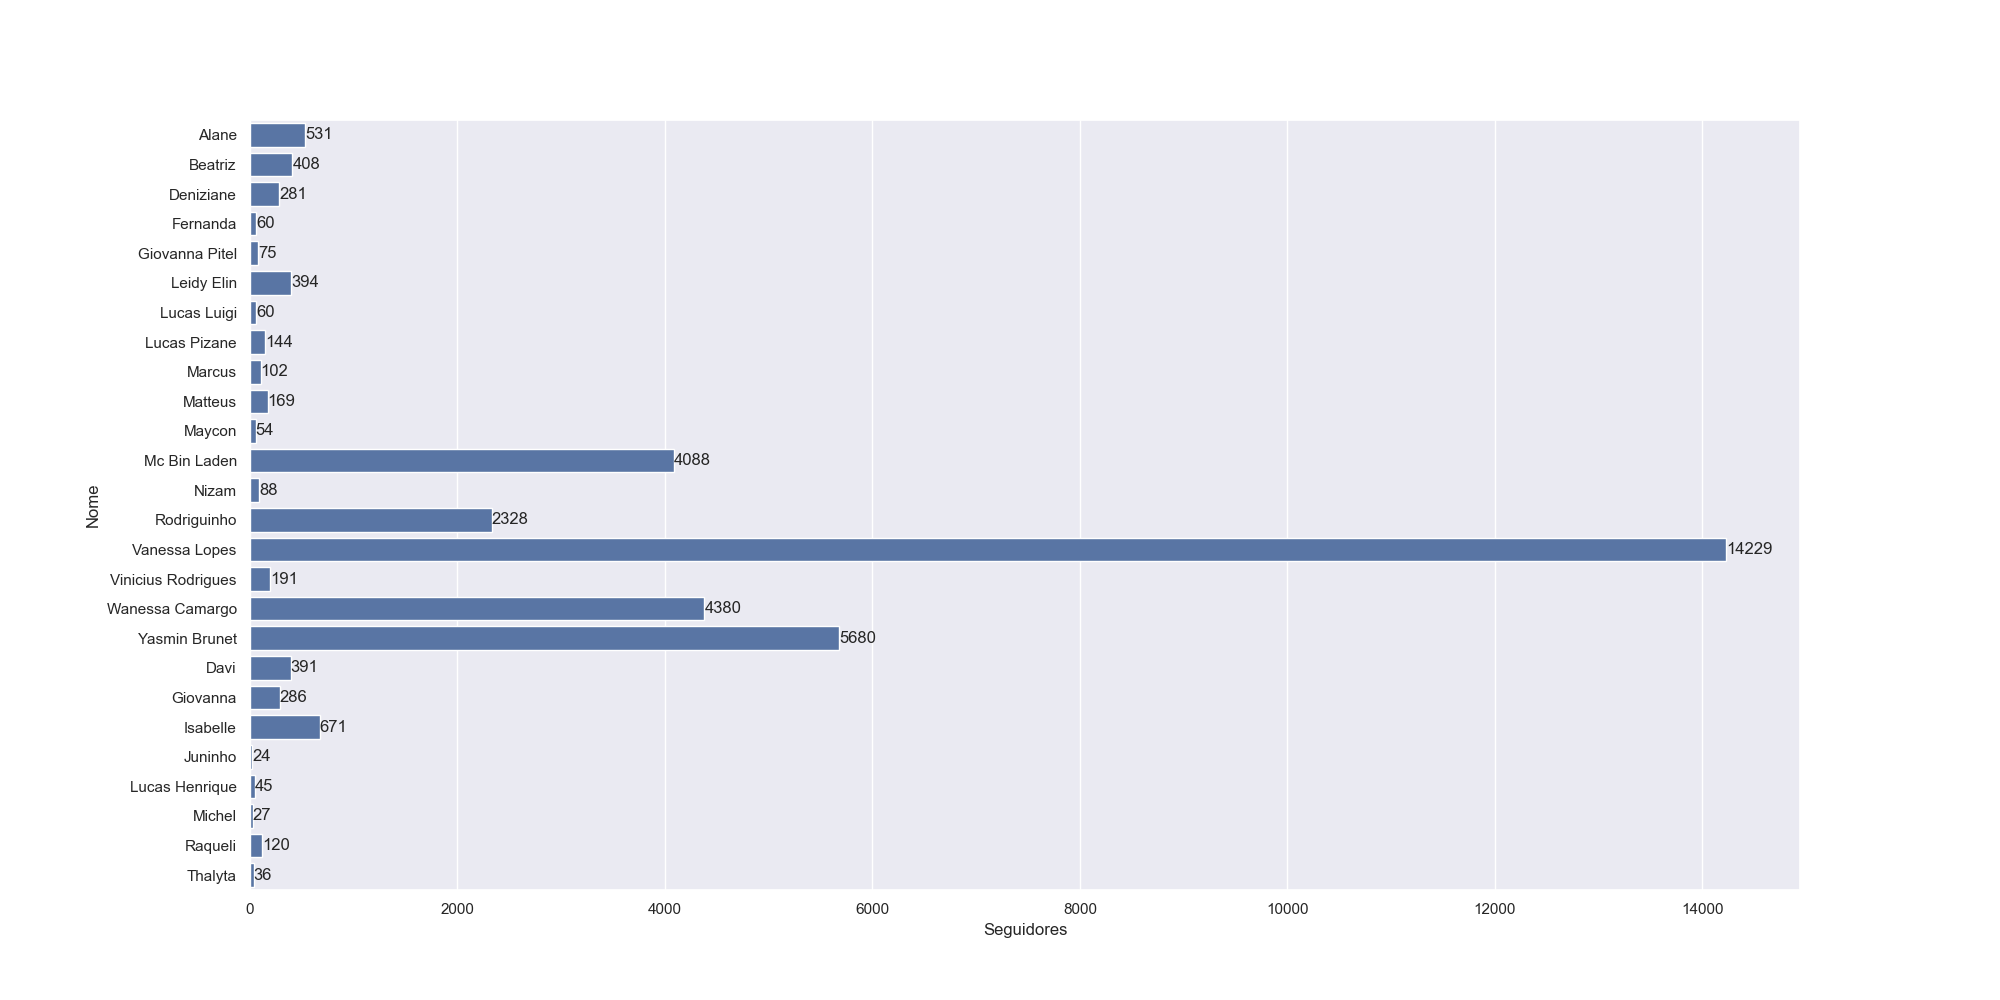 Nome
Alane 531
Beatriz 408
Deniziane 281
Fernanda 60
Giovanna Pitel 75
Leidy Elin 394
Lucas Luigi 60
Lucas Pizane 144
Marcus 102
Matteus 169
Maycon 54
Mc Bin Laden 4088
Nizam 88
Rodriguinho 2328
Vanessa Lopes 14229
Vinicius Rodrigues 191
Wanessa Camargo 4380
Yasmin Brunet 5680
Davi 391
Giovanna 286
Isabelle 671
Juninho 24
Lucas Henrique 45
Michel 27
Raqueli 120
Thalyta 36
0 2000 4000 6000 8000 10000 12000 14000
Seguidores